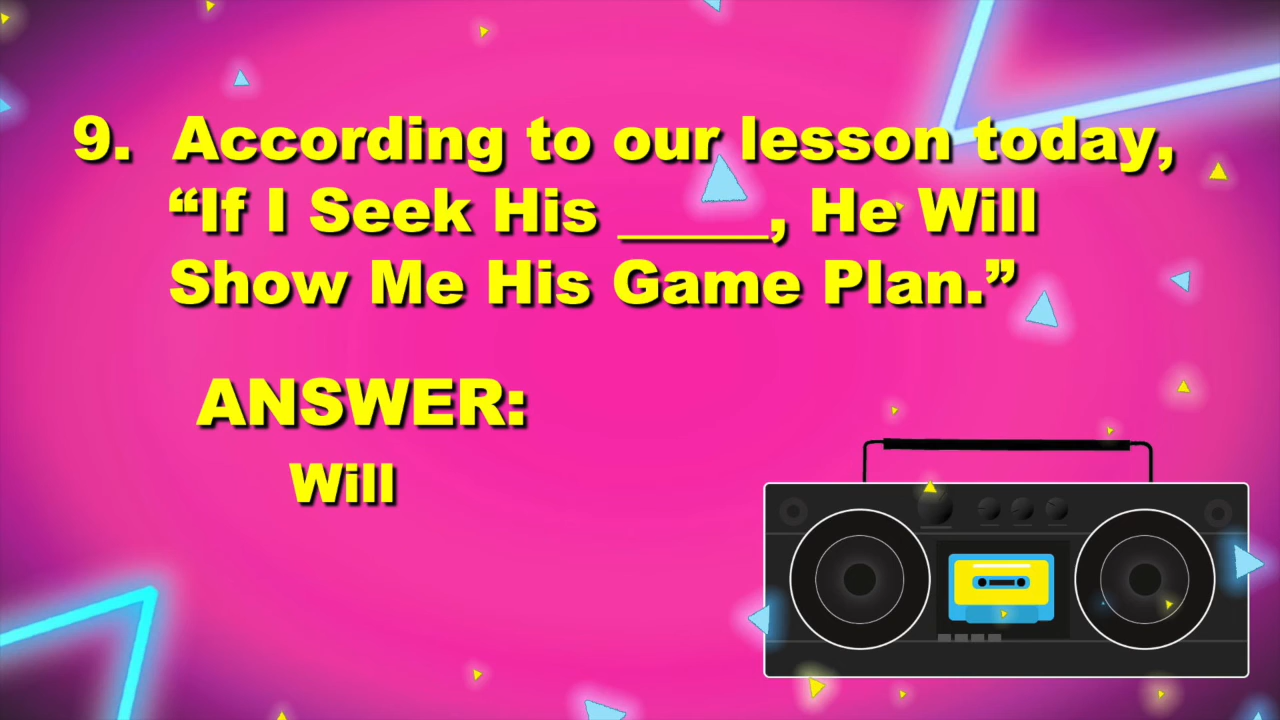 9. According to our lesson today,
“If I Seek His _____, He Will
Show Me His Game Plan.”
ANSWER:
Will